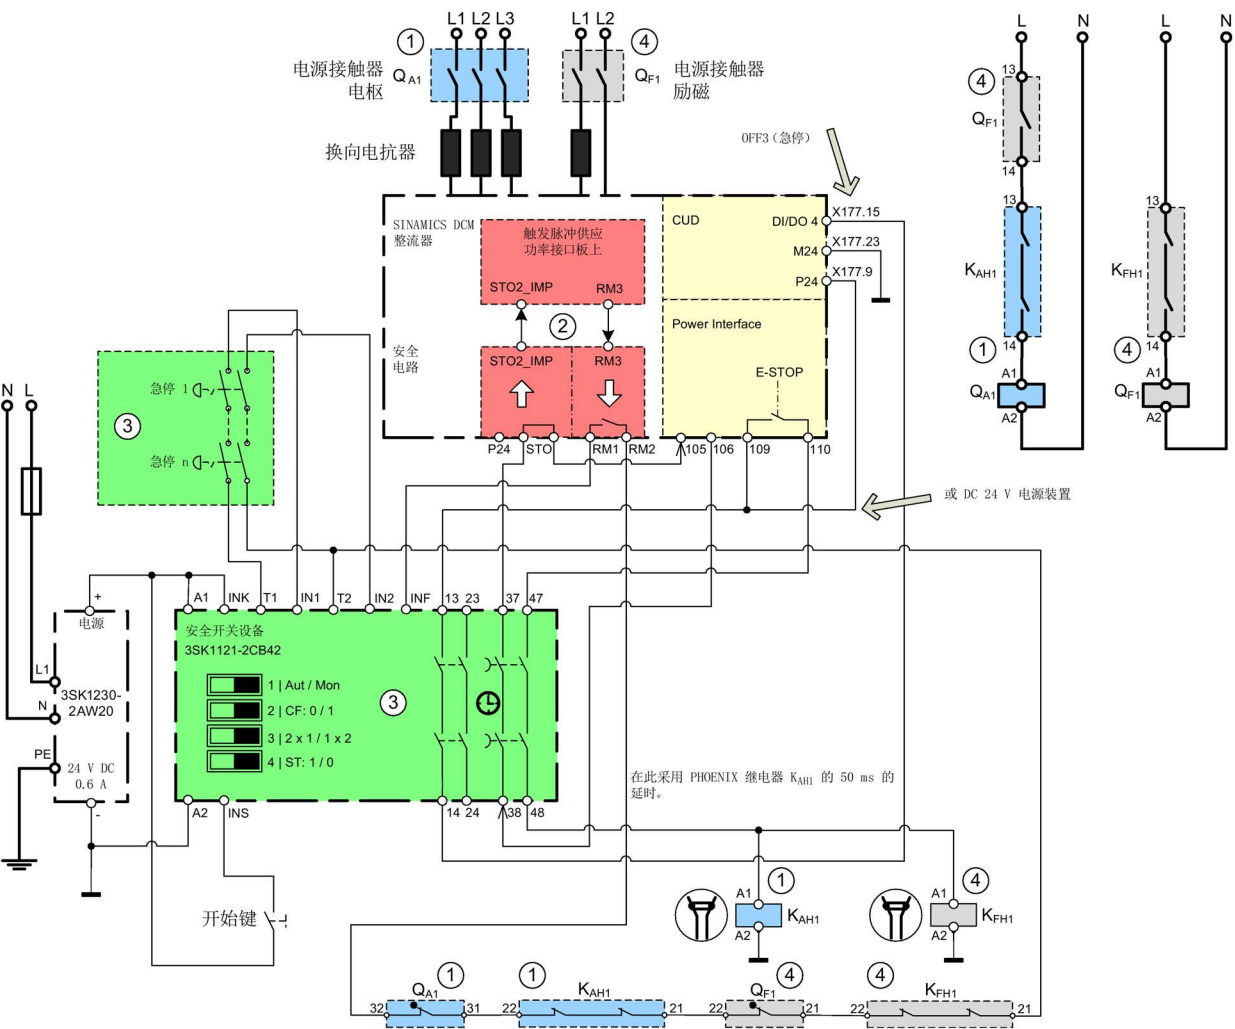 L1 L2 L3
L1 L2
L
N
L
N
1
电源接触器
电枢
QA1
4
QF1
电源接触器
励磁
13
4
QF1
14
换向电抗器
OFF3（急停）
13
KAH1
14
1
A1
QA1
A2
13
KFH1
14
4
A1
QF1
A2
SINAMICS DCM
整流器
触发脉冲供应
功率接口板上
STO2_IMP
RM3
CUD
DI/DO 4
X177.15
M24
X177.23
P24
X177.9
2
安全
电路
STO2_IMP
RM3
Power Interface
E-STOP
P24
STO
RM1
RM2
105
106
109
110
急停 1
3
急停 n
N
L
或 DC 24 V 电源装置
+
电源
A1
INK
T1
IN1
T2
IN2
INF
13
23
37
47
安全开关设备
3SK1121-2CB42
L1
3SK1230-
2AW20
N
1 | Aut / Mon
2 | CF: 0 / 1
3 | 2 x 1 / 1 x 2
4 | ST: 1 / 0
3
PE
24 V DC
0.6 A
-
A2
INS
14
24
38
48
在此采用 PHOENIX 继电器 KAH1 的 50 ms 的
延时。
开始键
A1
1
KAH1
A2
A1
4
KFH1
A2
32
QA1
1
31
22
1
KAH1
21
22
QF1
4
21
22
4
KFH1
21